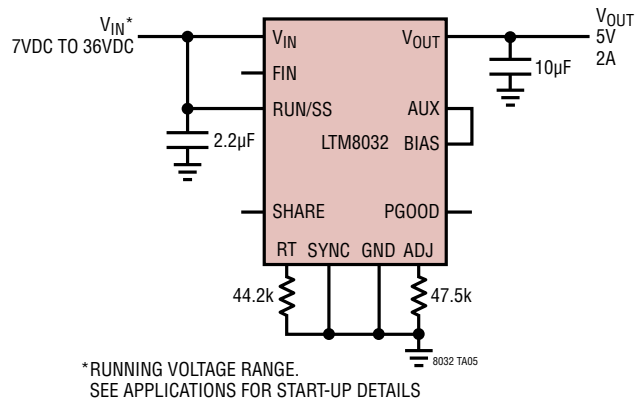 VIN*
7VDC TO 36VDC
VIN
FIN
RUN/SS
2.2µF
SHARE
VOUT
AUX
LTM8032 BIAS
PGOOD
RT SYNC GND ADJ
VOUT
5V
2A
10µF
44.2k
47.5k
8032 TA05
*RUNNING VOLTAGE RANGE.
SEE APPLICATIONS FOR START-UP DETAILS